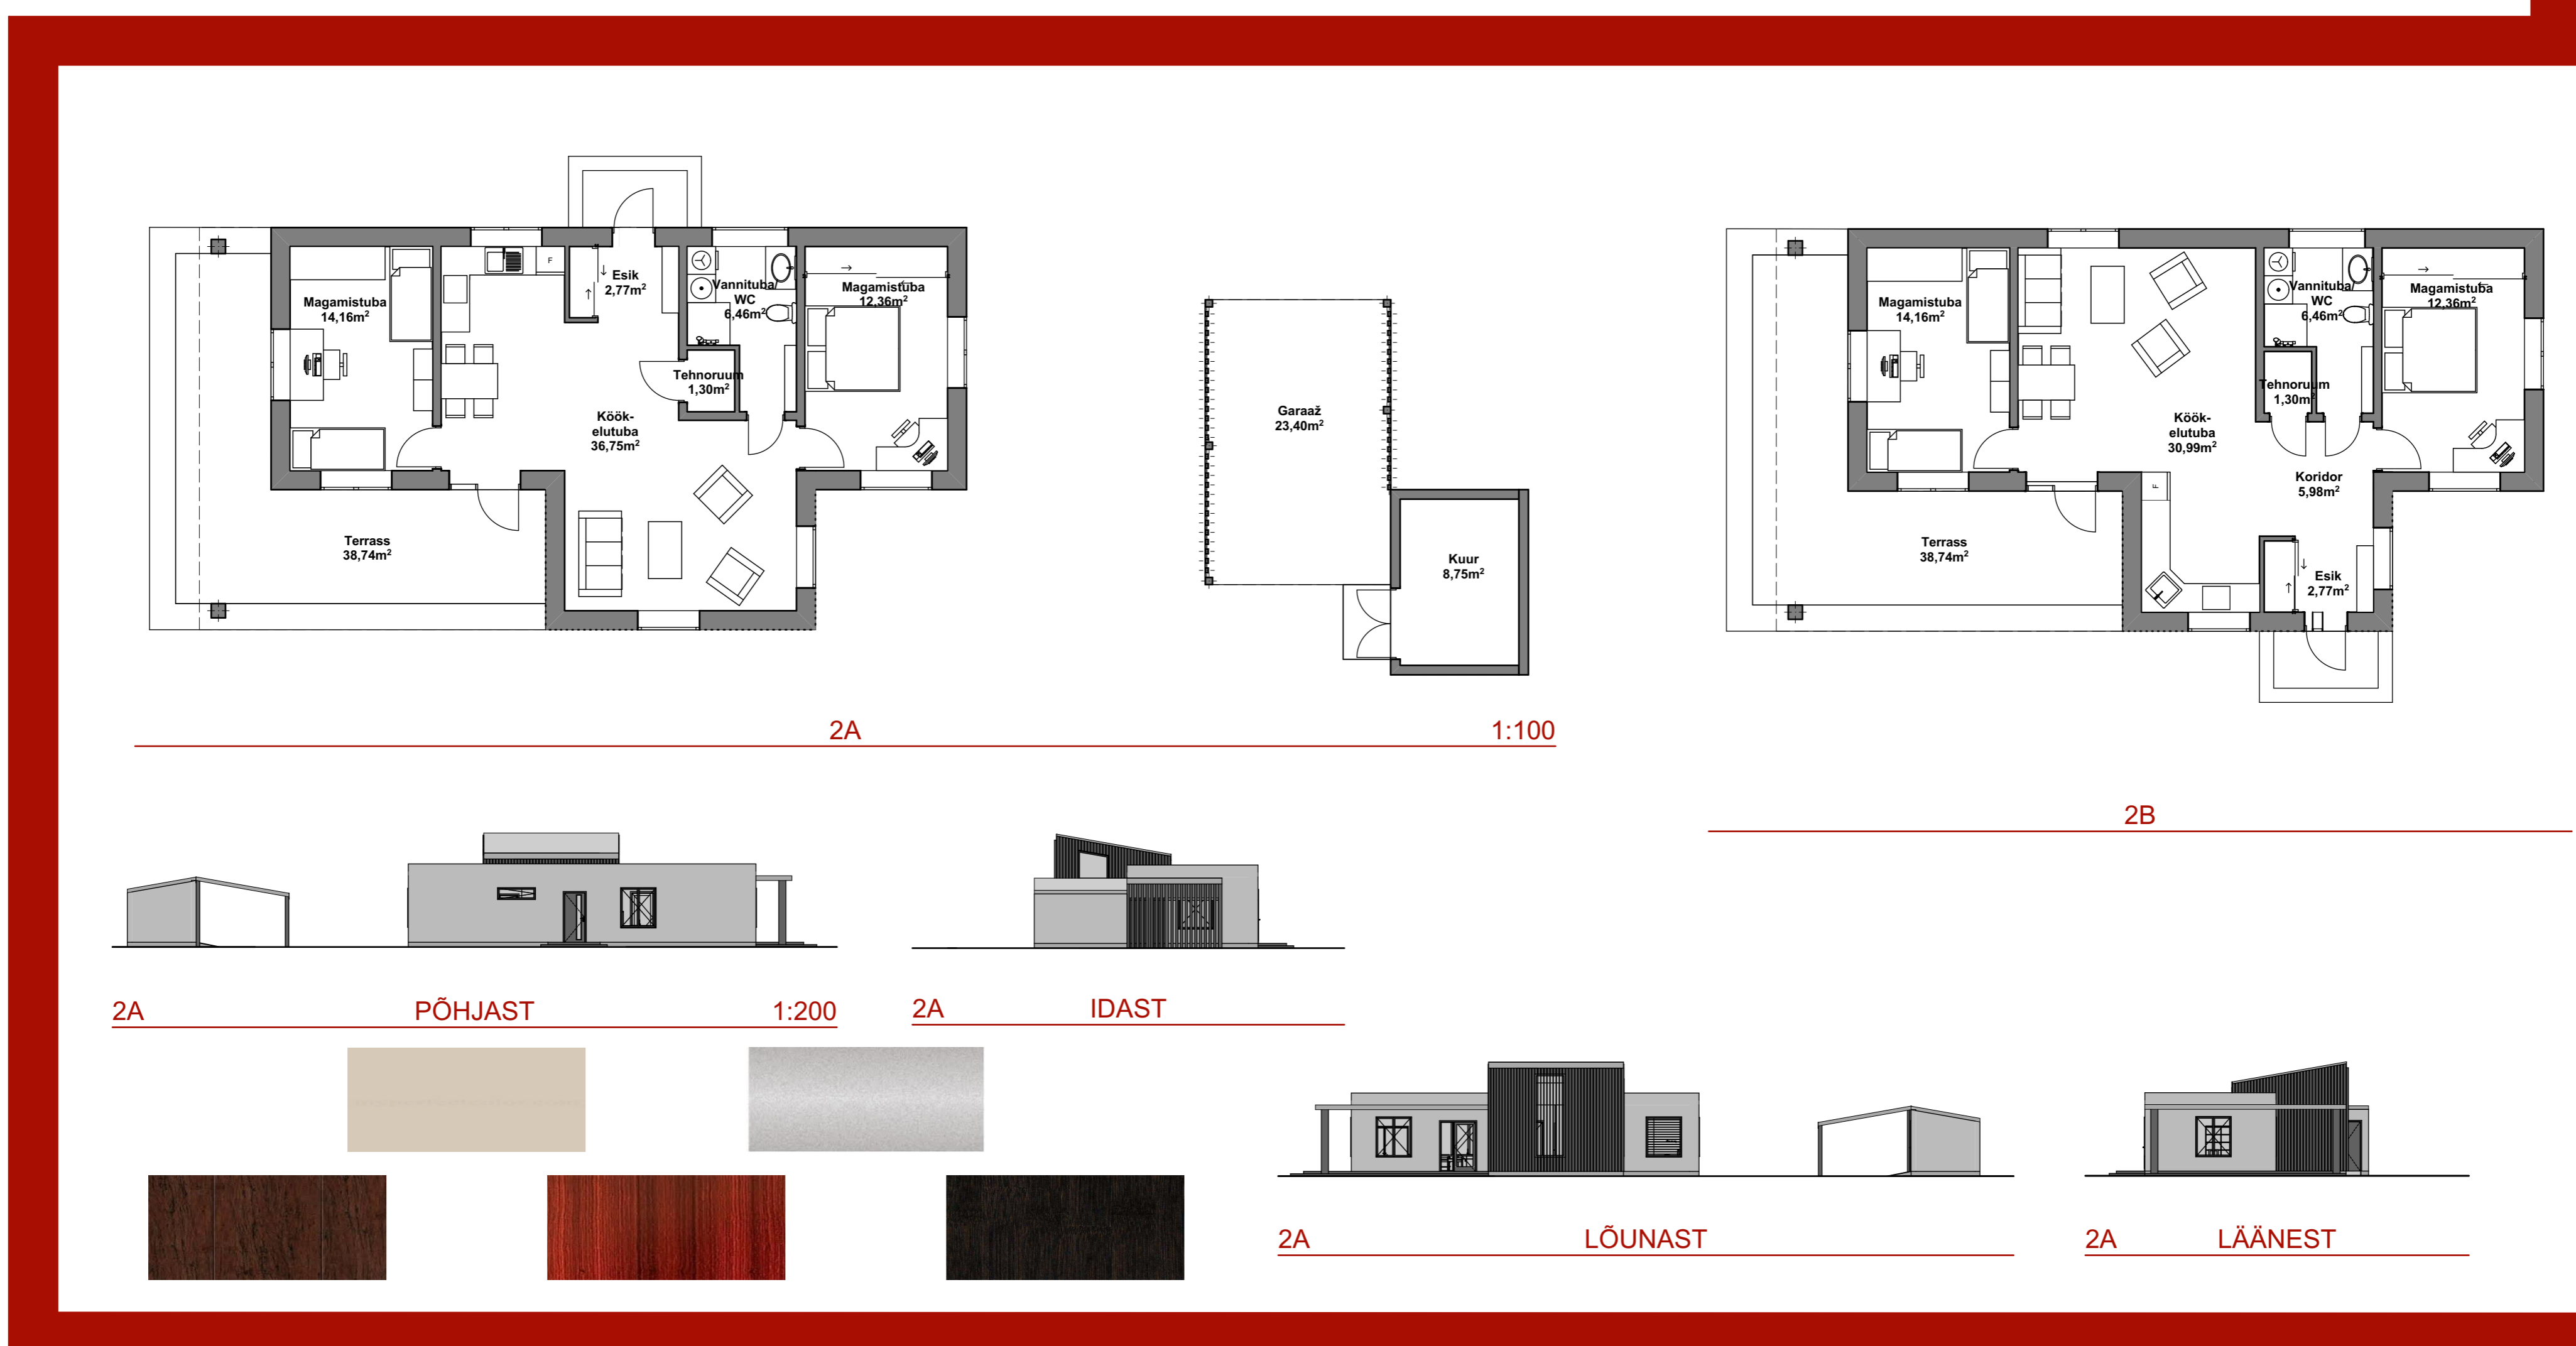 Magamistuba
14,16m²
F
Esik
2,77m²
Vannituba/
WC
6,46m²
Magamistuba
12,36m²
Tehnoruum
1,30m²
Köök-
elutuba
36,75m²
Terrass
38,74m²
Garaaž
23,40m²
Kuur
8,75m²
2A 1:100
Magamistuba
14,16m²
Vannituba/
WC
6,46m²
Magamistuba
12,36m²
Tehnoruum
1,30m²
Köök-
elutuba
30,99m²
Koridor
5,98m²
F
Terrass
38,74m²
Esik
2,77m²
2B
2A PÕHJAST 1:200
2A IDAST
2A LÕUNAST
2A LÄÄNEST